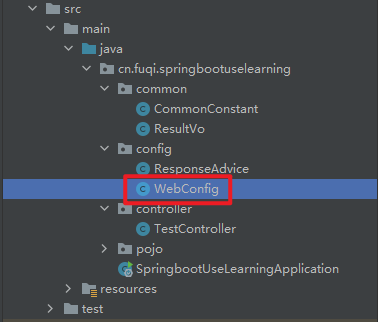 src
main
java
cn.fuqi.springbootuselearning
common
CommonConstant
ResultVo
config
ResponseAdvice
WebConfig
controller
TestController
pojo
SpringbootUseLearningApplication
resources
test